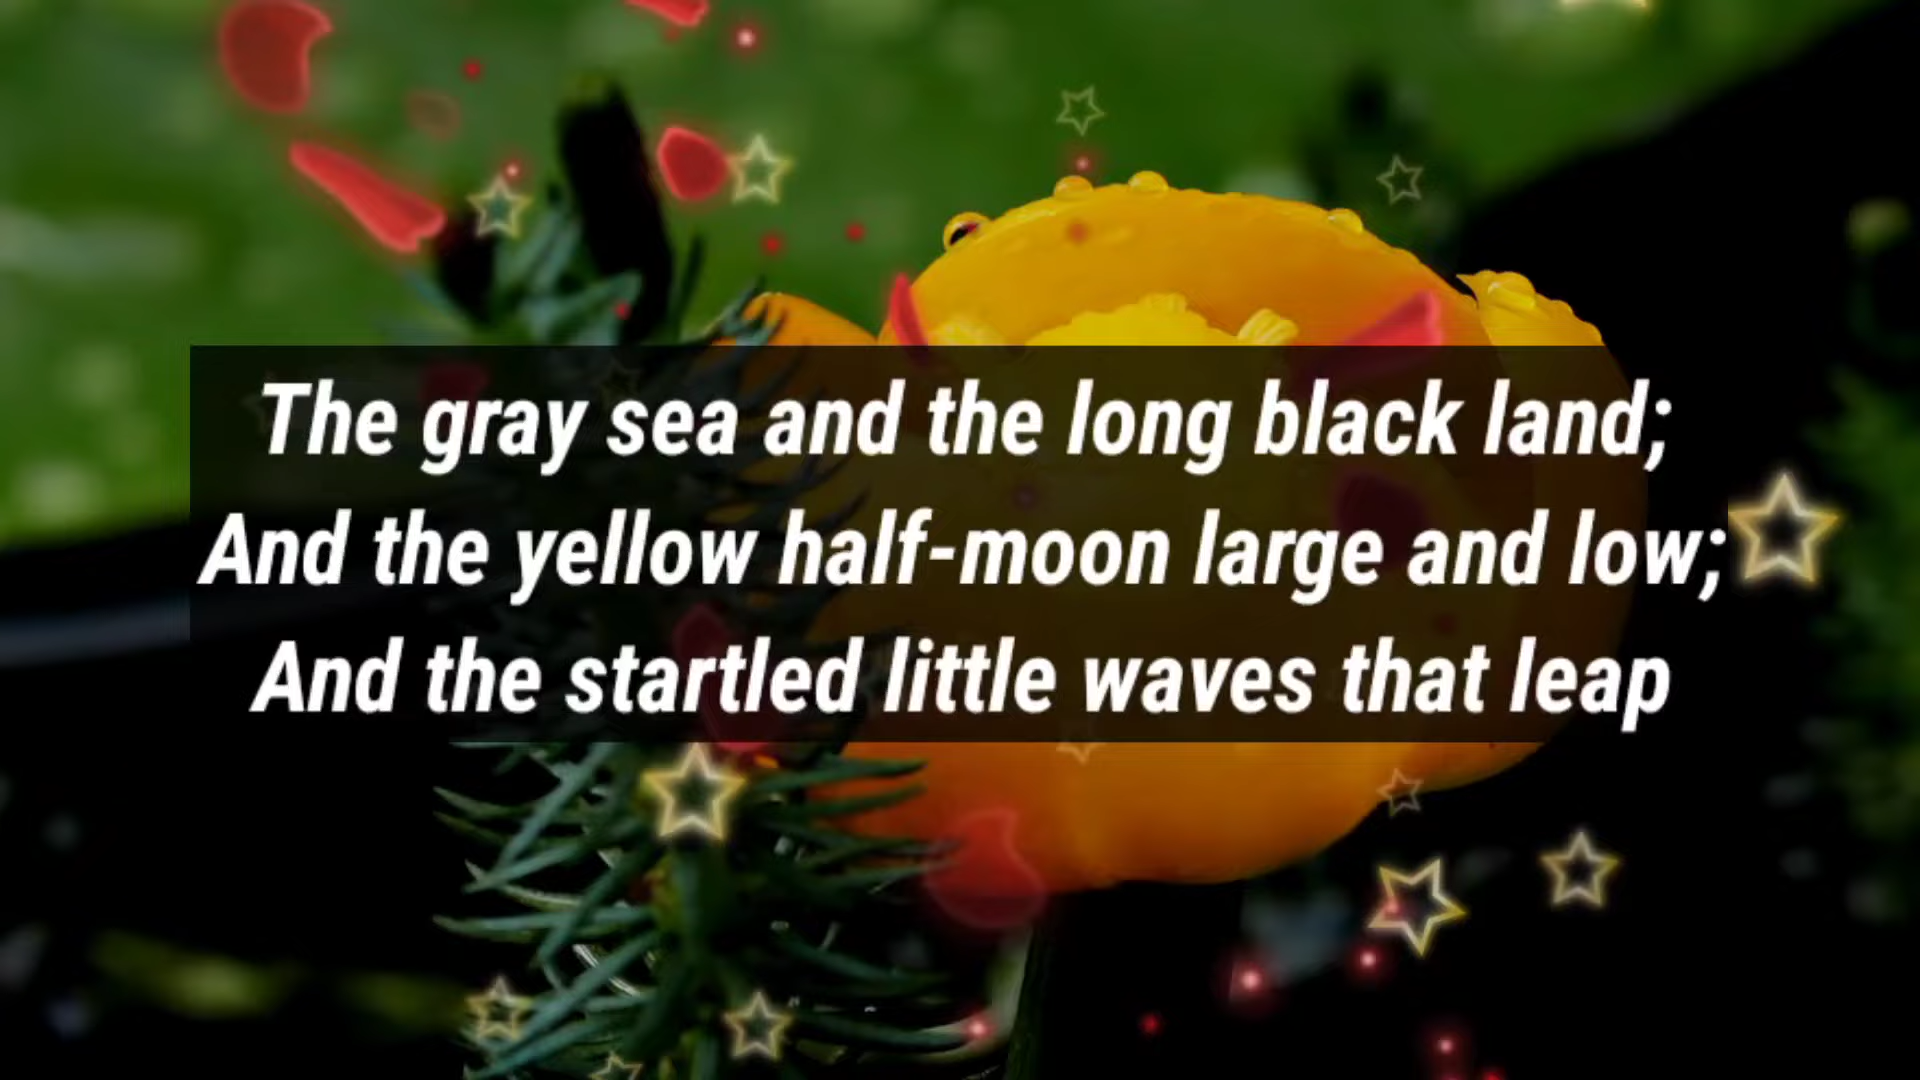 The gray sea and the long black land;
And the yellow half-moon large and low;
And the startled little waves that leap